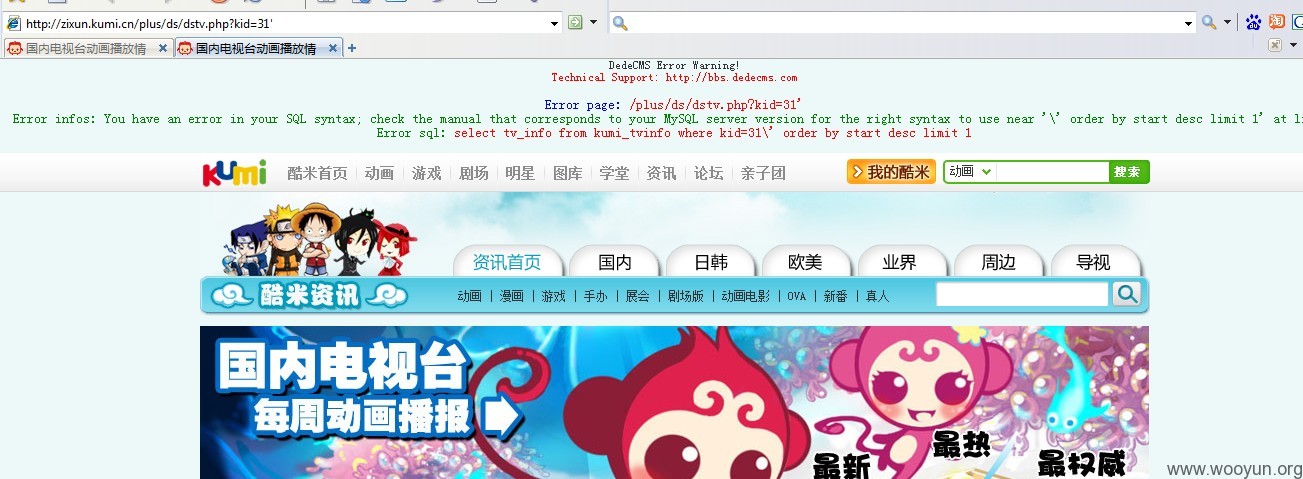 http://zixun.kumi.cn/plus/ds/dstv.php?kid=31'
国内电视台动画播放情
国内电视台动画播放情
DedeCMS Error Warning!
Technical Support: http://bbs.dedecms.com
Error page: /plus/ds/dstv.php?kid=31'
Error infos: You have an error in your SQL syntax; check the manual that corresponds to your MySQL server version for the right syntax to use near '\' order by start desc limit 1' at li
Error sql: select tv_info from kumi_tvinfo where kid=31\' order by start desc limit 1
kumi 酷米首页 动画 游戏 剧场 明星 图库 学堂 资讯 论坛 亲子团 我的酷米 动画 搜索
资讯首页 国内 日韩 欧美 业界 周边 导视
酷米资讯 动画 | 漫画 | 游戏 | 手办 | 展会 | 剧场版 | 动画电影 | OVA | 新番 | 真人
国内电视台
每周动画播报
最新 最热 最权威
www.wooyun.org